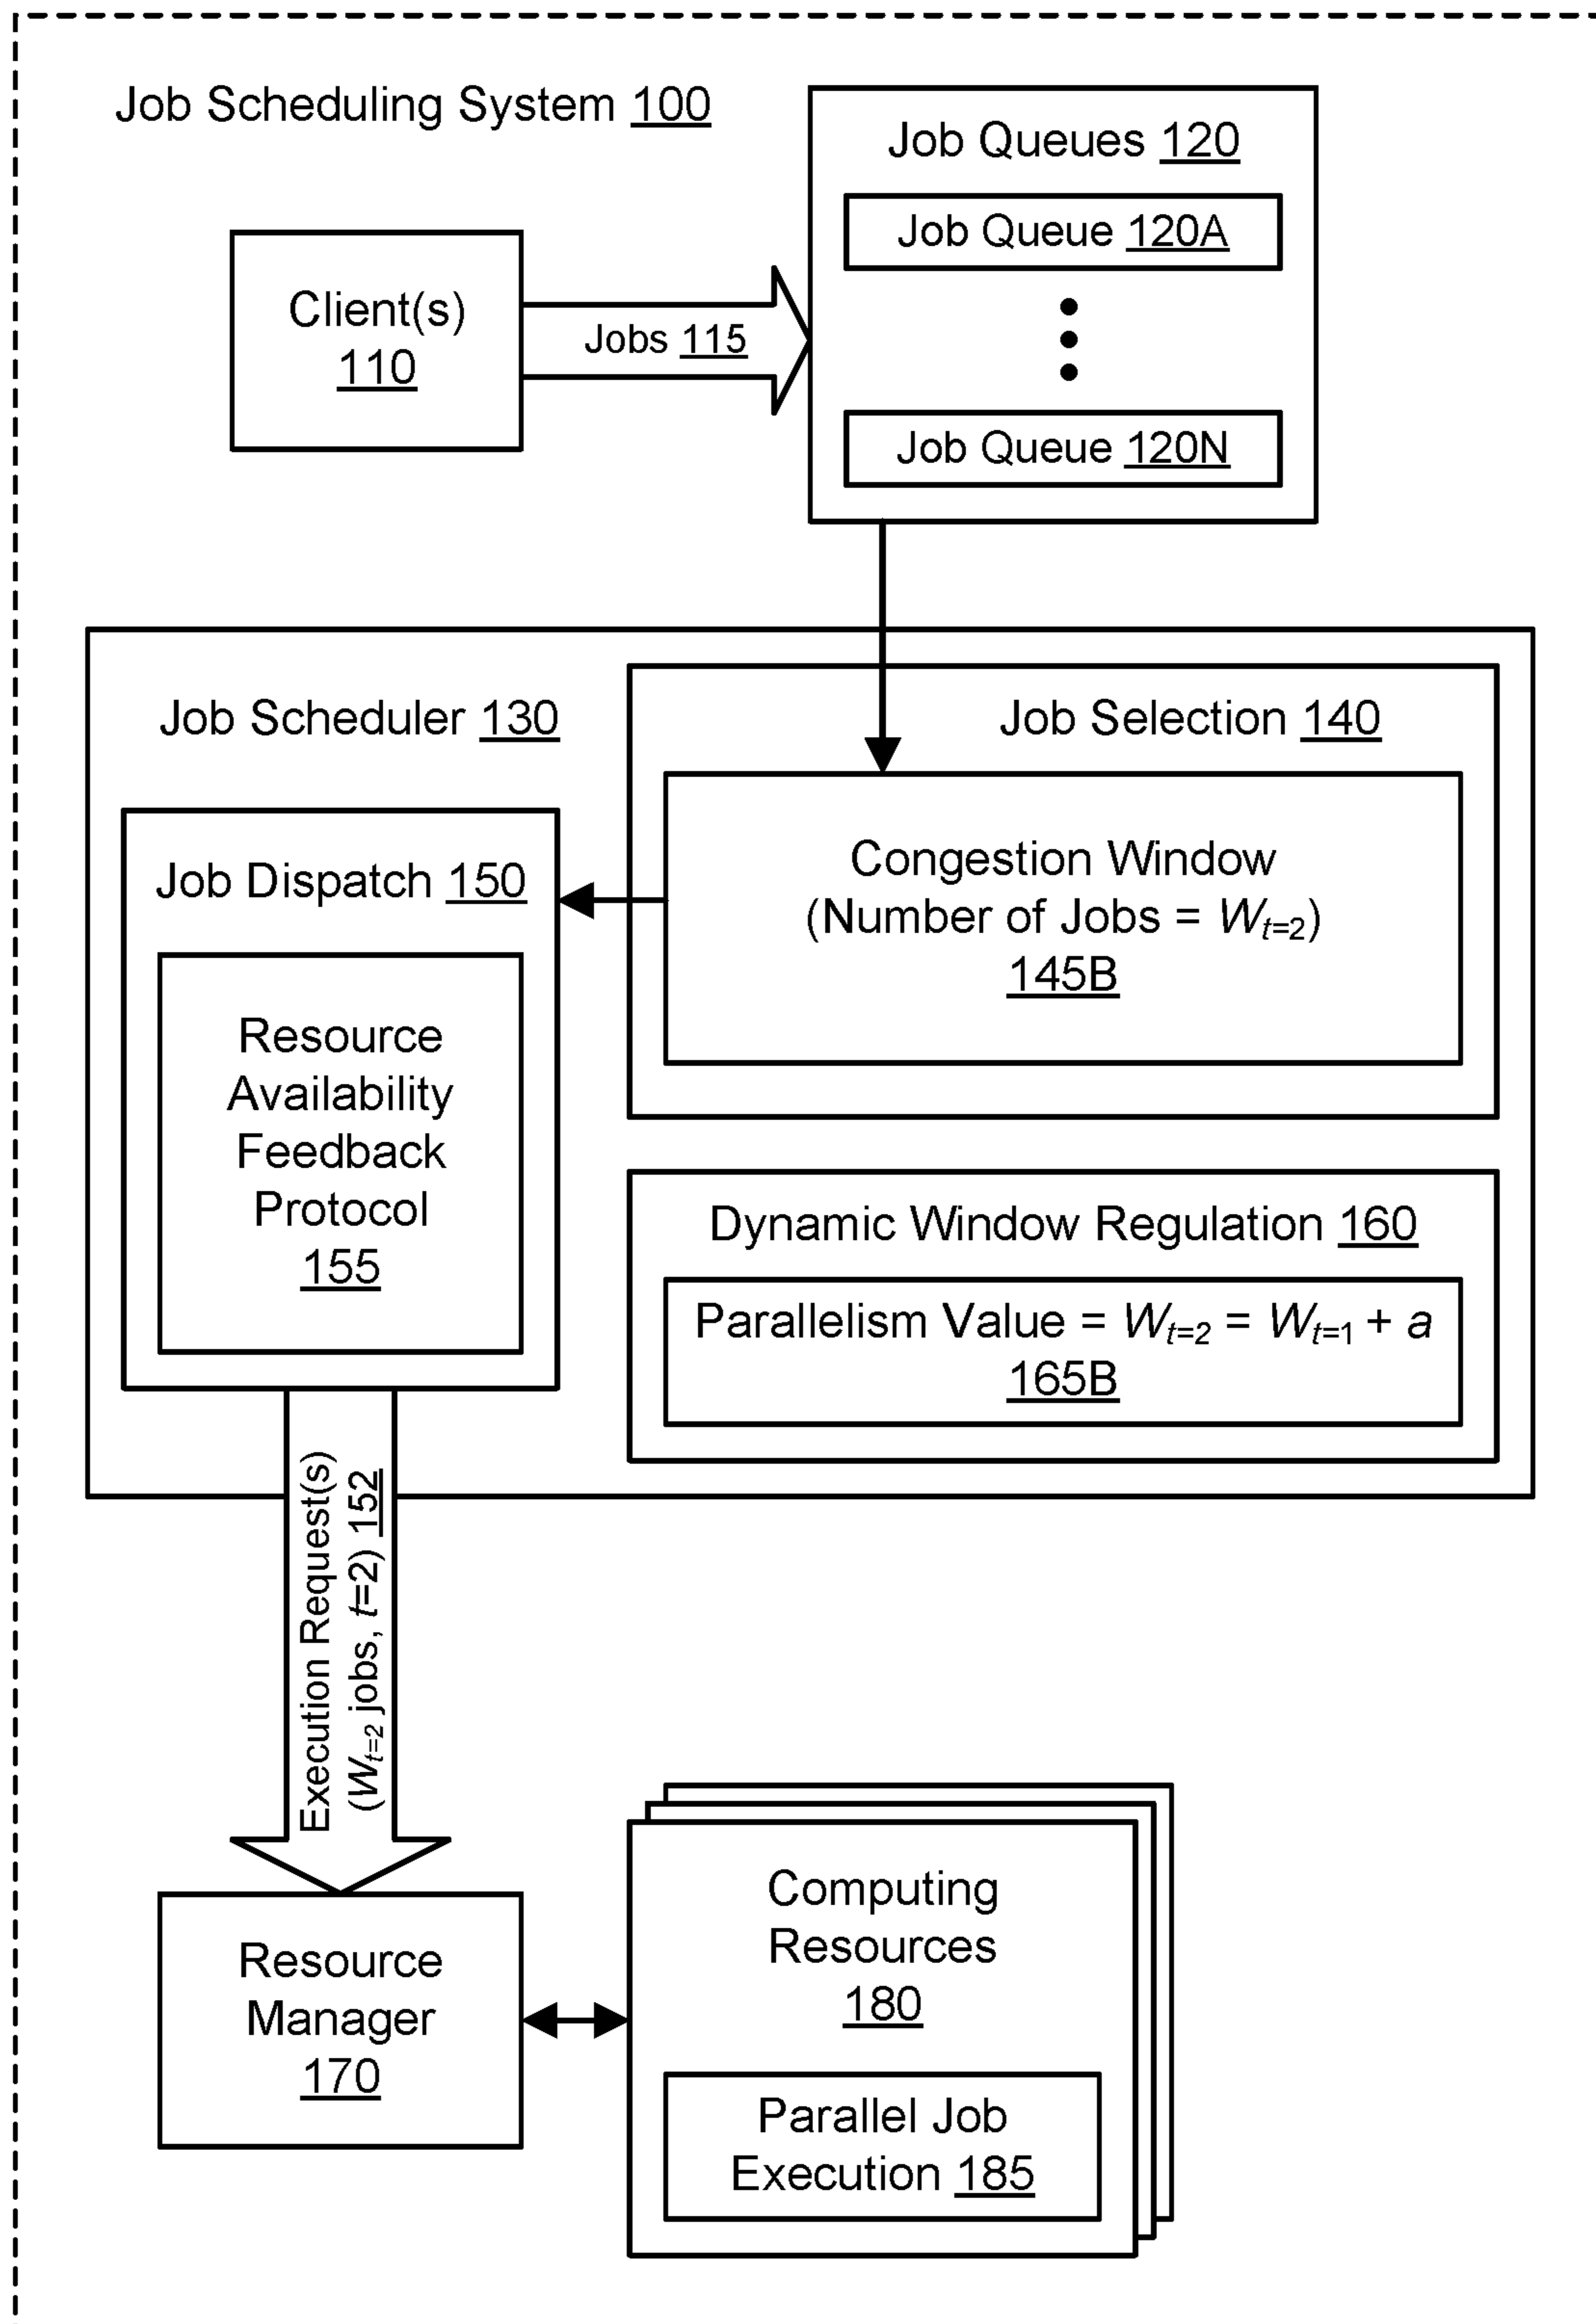 Job Scheduling System 100
Job Queues 120
Job Queue 120A
Client(s)
110
Jobs 115
Job Queue 120N
Job Scheduler 130
Job Selection 140
Congestion Window
(Number of Jobs = Wt=2)
145B
Job Dispatch 150
Resource
Availability
Feedback
Protocol
155
Dynamic Window Regulation 160
Parallelism Value = Wt=2 = Wt=1 + a
165B
Execution Request(s)
(Wt=2 jobs, t=2) 152
Resource
Manager
170
Computing
Resources
180
Parallel Job
Execution 185